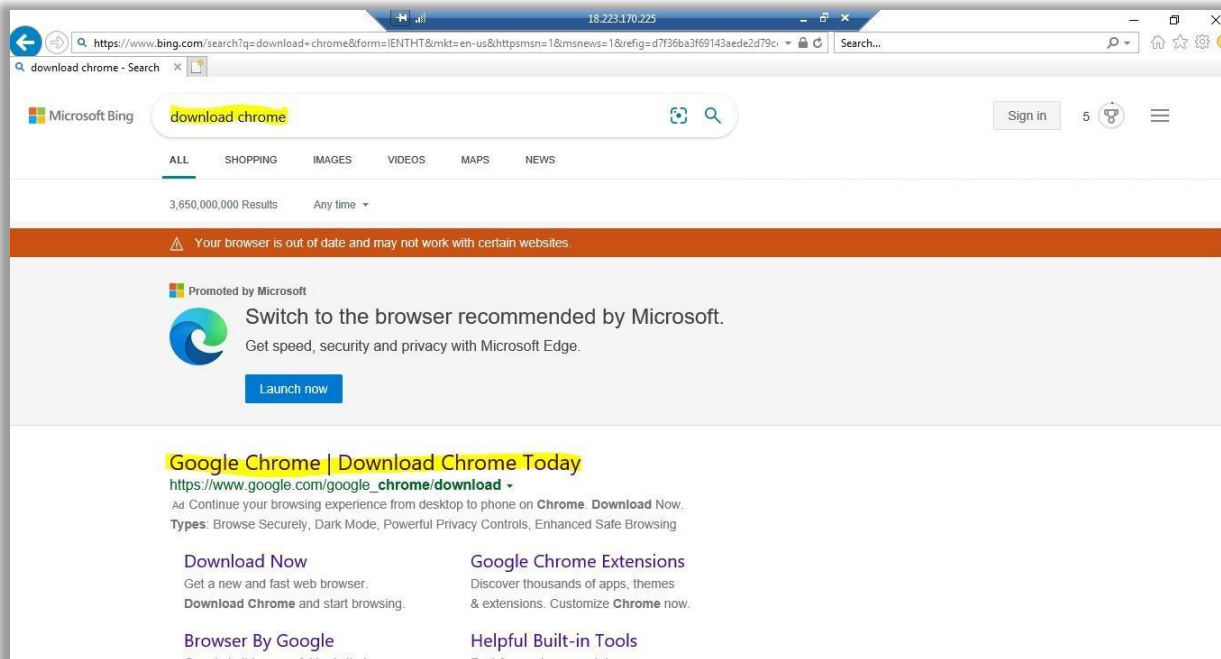 18.223.170.225
https://www.bing.com/search?q=download+chrome&form=IENTHT&mkt=en-us&httpsmsn=1&msnews=1&refig=d7f36ba3f69143aede2d79c
Search...
download chrome - Search
Microsoft Bing
download chrome
Sign in
5
ALL SHOPPING IMAGES VIDEOS MAPS NEWS
3,650,000,000 Results Any time
Your browser is out of date and may not work with certain websites.
Promoted by Microsoft
Switch to the browser recommended by Microsoft.
Get speed, security and privacy with Microsoft Edge.
Launch now
Google Chrome | Download Chrome Today
https://www.google.com/google_chrome/download
Ad Continue your browsing experience from desktop to phone on Chrome. Download Now.
Types: Browse Securely, Dark Mode, Powerful Privacy Controls, Enhanced Safe Browsing
Download Now
Get a new and fast web browser.
Download Chrome and start browsing.
Google Chrome Extensions
Discover thousands of apps, themes
& extensions. Customize Chrome now.
Browser By Google
Helpful Built-in Tools